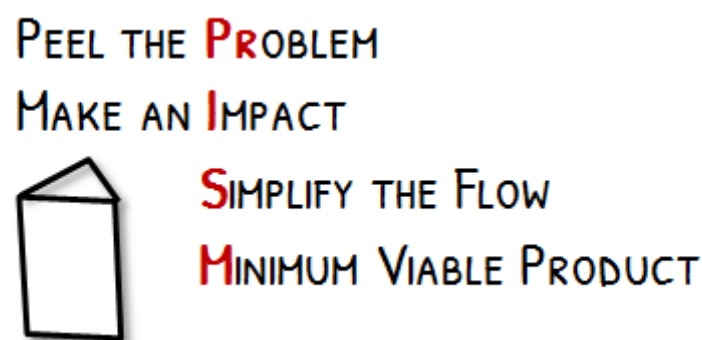 Peel the Problem
Make an Impact
Simplify the Flow
Minimum Viable Product